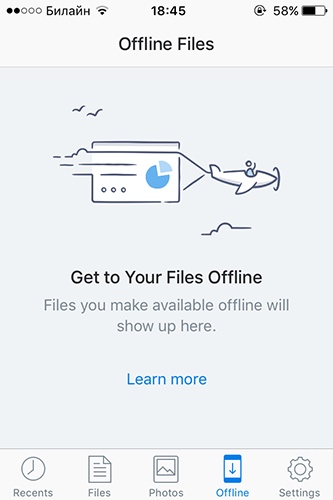 Билайн 18:45 58%
Offline Files
Get to Your Files Offline
Files you make available offline will
show up here.
Learn more
Recents Files Photos Offline Settings